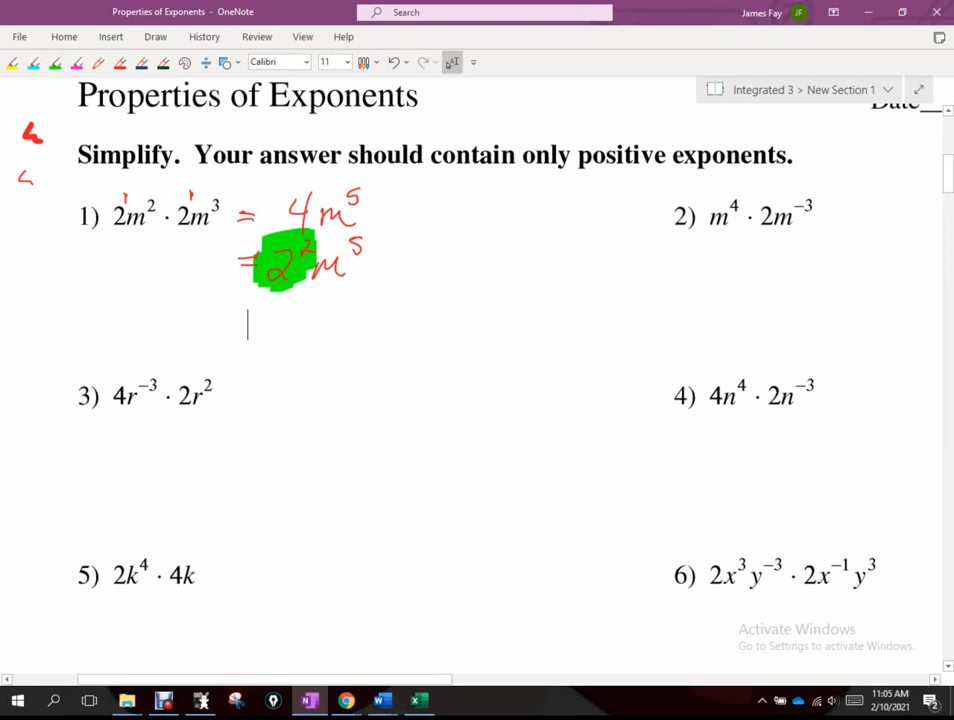 Properties of Exponents - OneNote
Search
James Fay JF
File Home Insert Draw History Review View Help
Calibri 11
Properties of Exponents
Integrated 3 > New Section 1
Date__
Simplify. Your answer should contain only positive exponents.
1) 2m² · 2m³ = 4m⁵
= 2²m⁵
2) m⁴ · 2m⁻³
3) 4r⁻³ · 2r²
4) 4n⁴ · 2n⁻³
5) 2k⁴ · 4k
6) 2x³y⁻³ · 2x⁻¹y³
Activate Windows
Go to Settings to activate Windows.
11:05 AM
2/10/2021